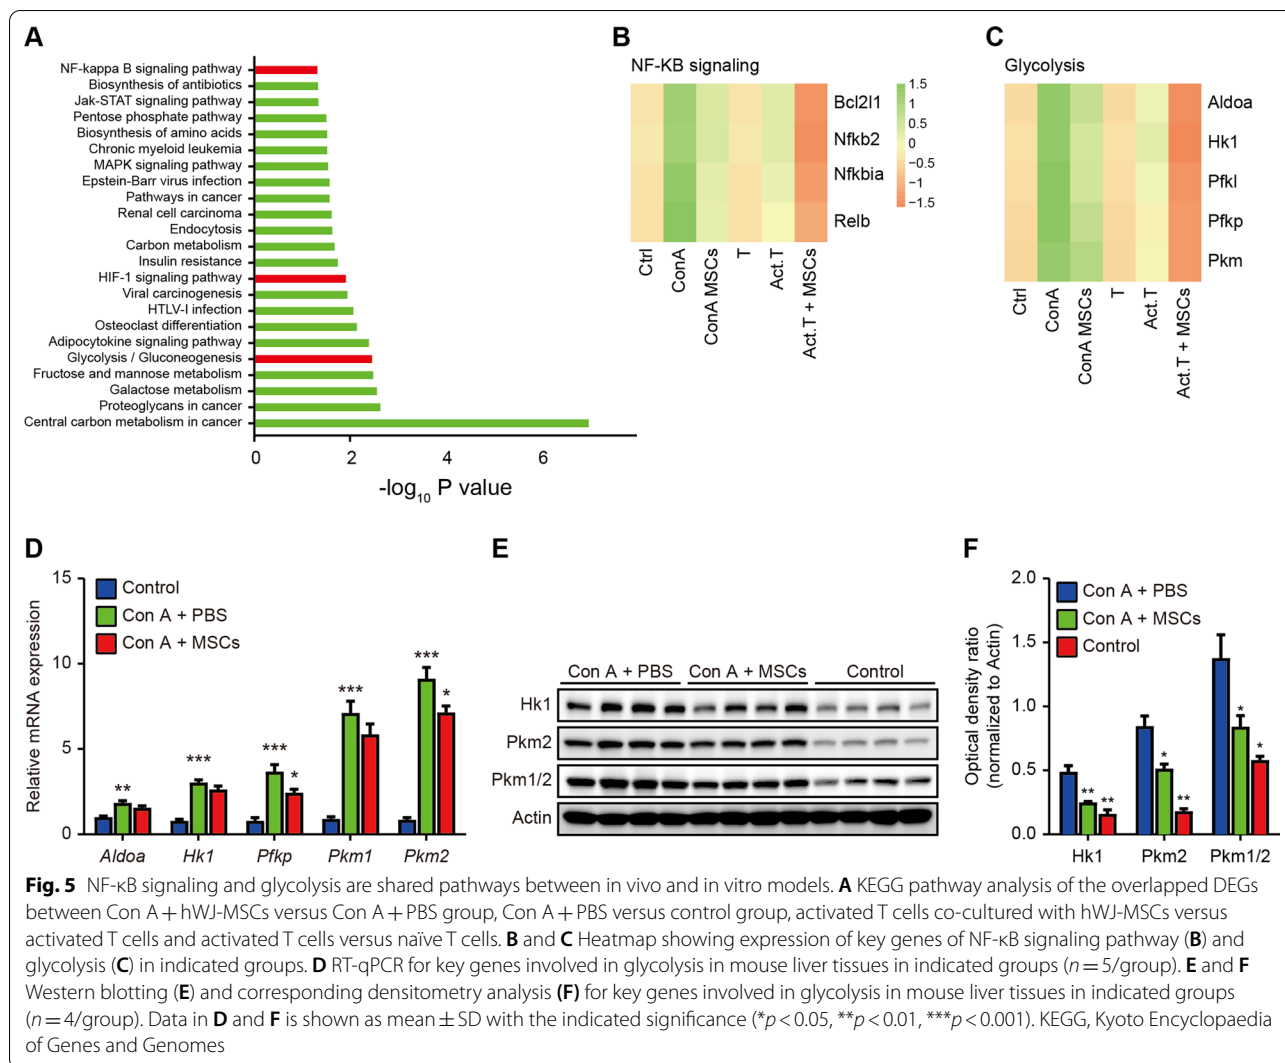 A
NF-kappa B signaling pathway
Biosynthesis of antibiotics
Jak-STAT signaling pathway
Pentose phosphate pathway
Biosynthesis of amino acids
Chronic myeloid leukemia
MAPK signaling pathway
Epstein-Barr virus infection
Pathways in cancer
Renal cell carcinoma
Endocytosis
Carbon metabolism
Insulin resistance
HIF-1 signaling pathway
Viral carcinogenesis
HTLV-I infection
Osteoclast differentiation
Adipocytokine signaling pathway
Glycolysis / Gluconeogenesis
Fructose and mannose metabolism
Galactose metabolism
Proteoglycans in cancer
Central carbon metabolism in cancer
0 2 4 6
-log10 P value
B
NF-KB signaling
Bcl2l1
Nfkb2
Nfkbia
Relb
1.5
1
0.5
0
−0.5
−1
−1.5
Ctrl
ConA
ConA MSCs
T
Act.T
Act.T + MSCs
C
Glycolysis
Aldoa
Hk1
Pfkl
Pfkp
Pkm
Ctrl
ConA
ConA MSCs
T
Act.T
Act.T + MSCs
D
Relative mRNA expression
15
10
5
0
Control
Con A + PBS
Con A + MSCs
** *** *** * *** *** *
Aldoa Hk1 Pfkp Pkm1 Pkm2
E
Con A + PBS Con A + MSCs Control
Hk1
Pkm2
Pkm1/2
Actin
F
Optical density ratio
(normalized to Actin)
2.0
1.5
1.0
0.5
0.0
Con A + PBS
Con A + MSCs
Control
** ** * ** * *
Hk1 Pkm2 Pkm1/2
Fig. 5 NF-κB signaling and glycolysis are shared pathways between in vivo and in vitro models. A KEGG pathway analysis of the overlapped DEGs
between Con A + hWJ-MSCs versus Con A + PBS group, Con A + PBS versus control group, activated T cells co-cultured with hWJ-MSCs versus
activated T cells and activated T cells versus naïve T cells. B and C Heatmap showing expression of key genes of NF-κB signaling pathway (B) and
glycolysis (C) in indicated groups. D RT-qPCR for key genes involved in glycolysis in mouse liver tissues in indicated groups (n = 5/group). E and F
Western blotting (E) and corresponding densitometry analysis (F) for key genes involved in glycolysis in mouse liver tissues in indicated groups
(n = 4/group). Data in D and F is shown as mean ± SD with the indicated significance (*p < 0.05, **p < 0.01, ***p < 0.001). KEGG, Kyoto Encyclopaedia
of Genes and Genomes